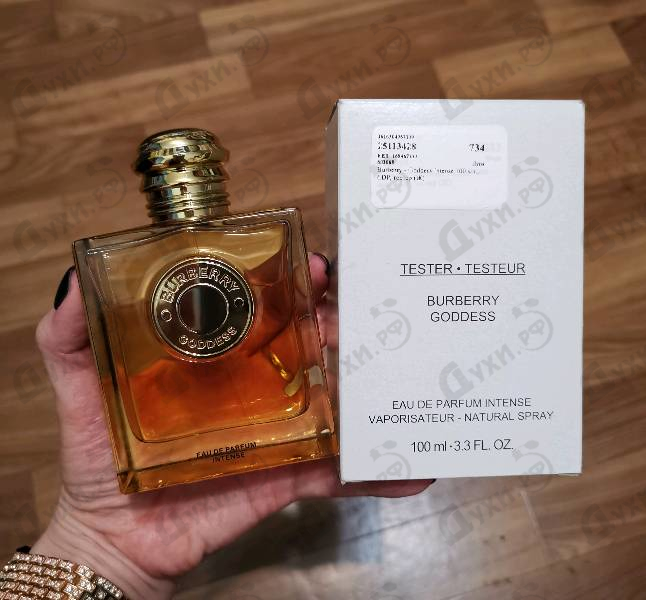 BURBERRY
GODDESS
EAU DE PARFUM
INTENSE
25113428
734
TESTER • TESTEUR
BURBERRY
GODDESS
EAU DE PARFUM INTENSE
VAPORISATEUR - NATURAL SPRAY
100 ml • 3.3 FL. OZ.
Духи.РФ